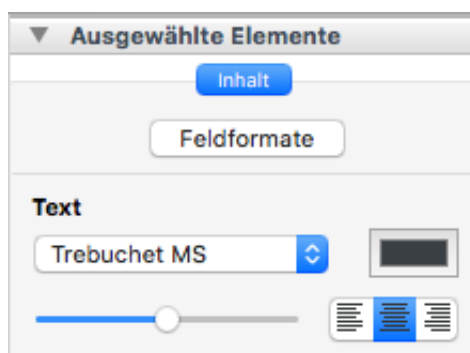 Ausgewählte Elemente
Inhalt
Feldformate
Text
Trebuchet MS